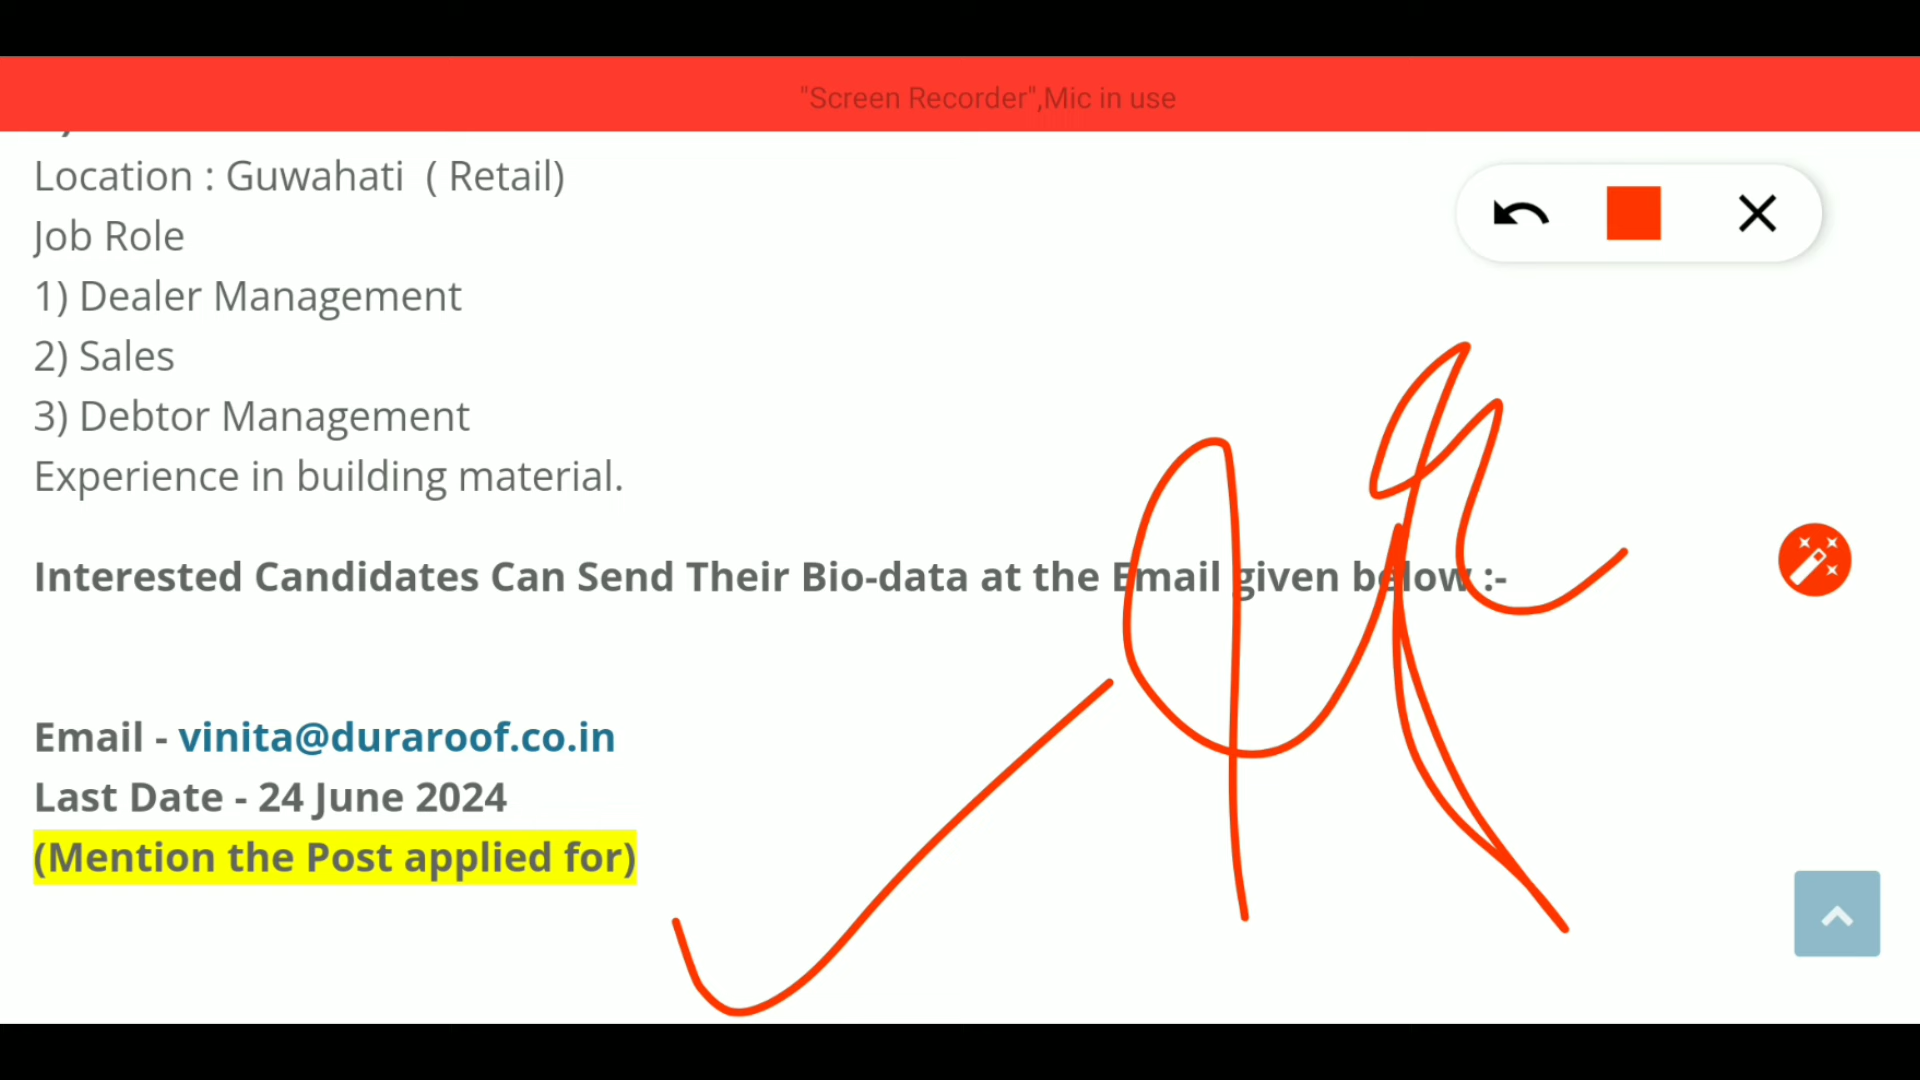 "Screen Recorder",Mic in use
Location : Guwahati ( Retail)
Job Role
1) Dealer Management
2) Sales
3) Debtor Management
Experience in building material.
Interested Candidates Can Send Their Bio-data at the Email given below :-
Email - vinita@duraroof.co.in
Last Date - 24 June 2024
(Mention the Post applied for)